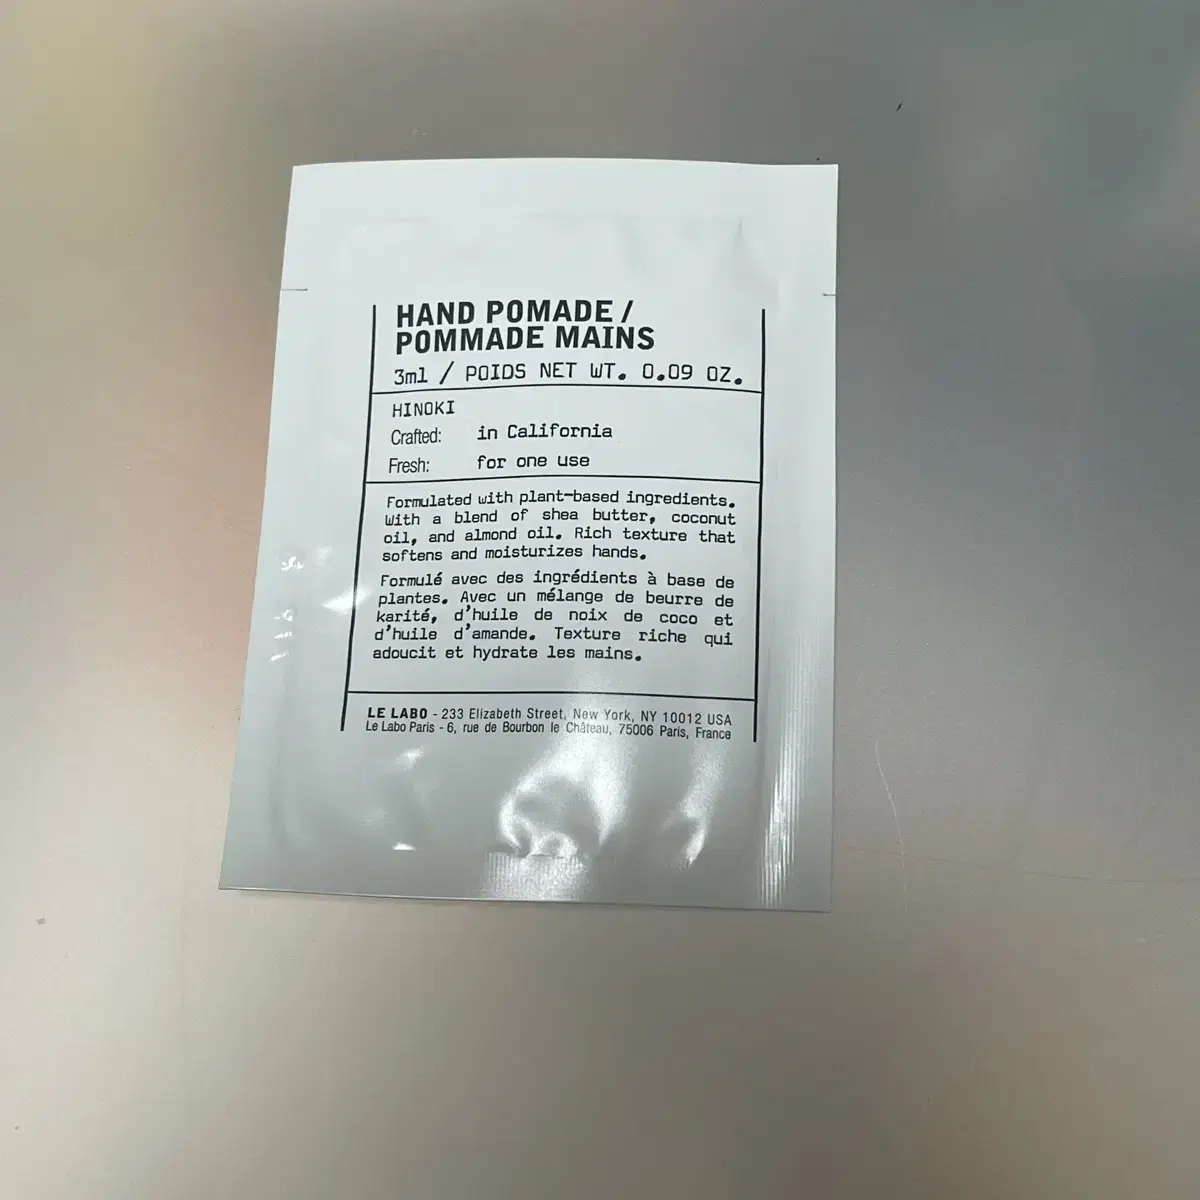 HAND POMADE /
POMMADE MAINS
3ml / POIDS NET WT. 0.09 OZ.
HINOKI
Crafted: in California
Fresh: for one use
Formulated with plant-based ingredients.
With a blend of shea butter, coconut
oil, and almond oil. Rich texture that
softens and moisturizes hands.
Formulé avec des ingrédients à base de
plantes. Avec un mélange de beurre de
karité, d'huile de noix de coco et
d'huile d'amande. Texture riche qui
adoucit et hydrate les mains.
LE LABO - 233 Elizabeth Street, New York, NY 10012 USA
Le Labo Paris - 6, rue de Bourbon le Château, 75006 Paris, France